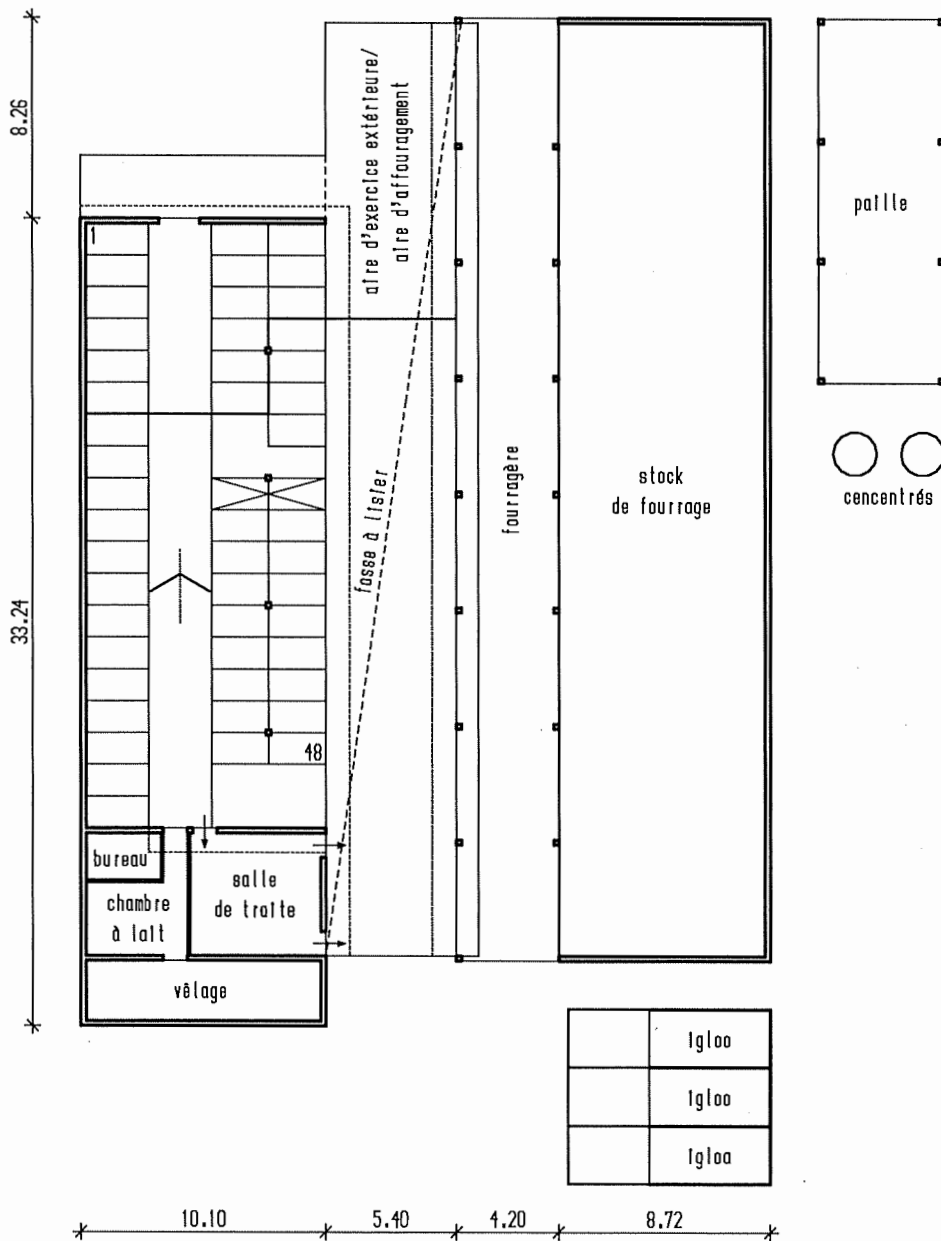 8.26
33.24
aire d'exercice extérieure/
aire d'affouragement
paille
1
fosse à lisier
fourragère
stock
de fourrage
cencentrés
48
bureau
salle
de traite
chambre
à lait
vêlage
Igloo
Igloo
Igloa
10.10
5.40
4.20
8.72